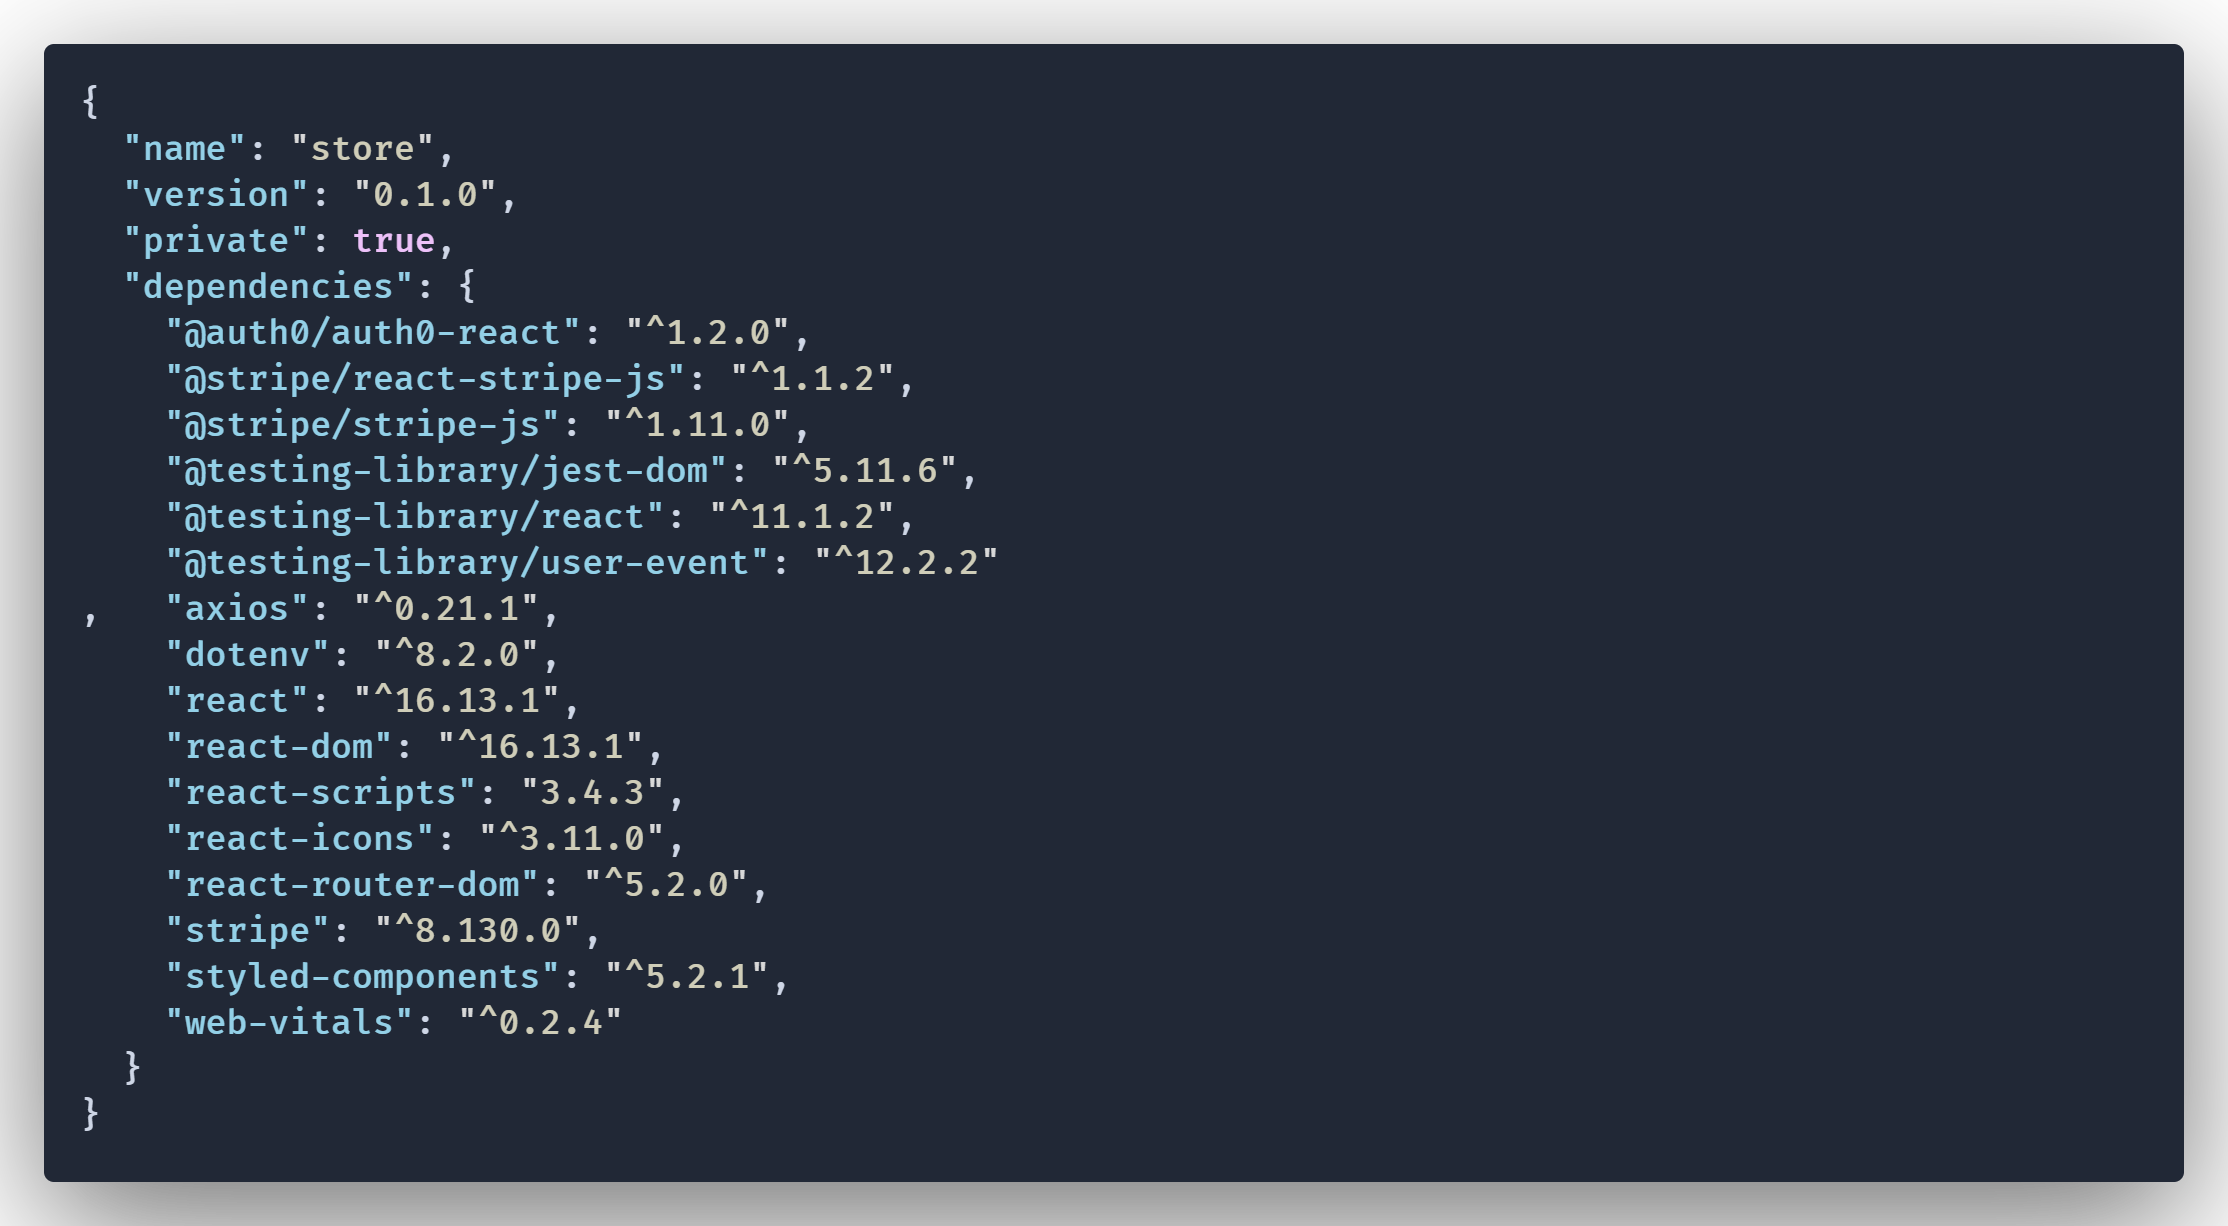 {
  "name": "store",
  "version": "0.1.0",
  "private": true,
  "dependencies": {
    "@auth0/auth0-react": "^1.2.0",
    "@stripe/react-stripe-js": "^1.1.2",
    "@stripe/stripe-js": "^1.11.0",
    "@testing-library/jest-dom": "^5.11.6",
    "@testing-library/react": "^11.1.2",
    "@testing-library/user-event": "^12.2.2"
,   "axios": "^0.21.1",
    "dotenv": "^8.2.0",
    "react": "^16.13.1",
    "react-dom": "^16.13.1",
    "react-scripts": "3.4.3",
    "react-icons": "^3.11.0",
    "react-router-dom": "^5.2.0",
    "stripe": "^8.130.0",
    "styled-components": "^5.2.1",
    "web-vitals": "^0.2.4"
  }
}